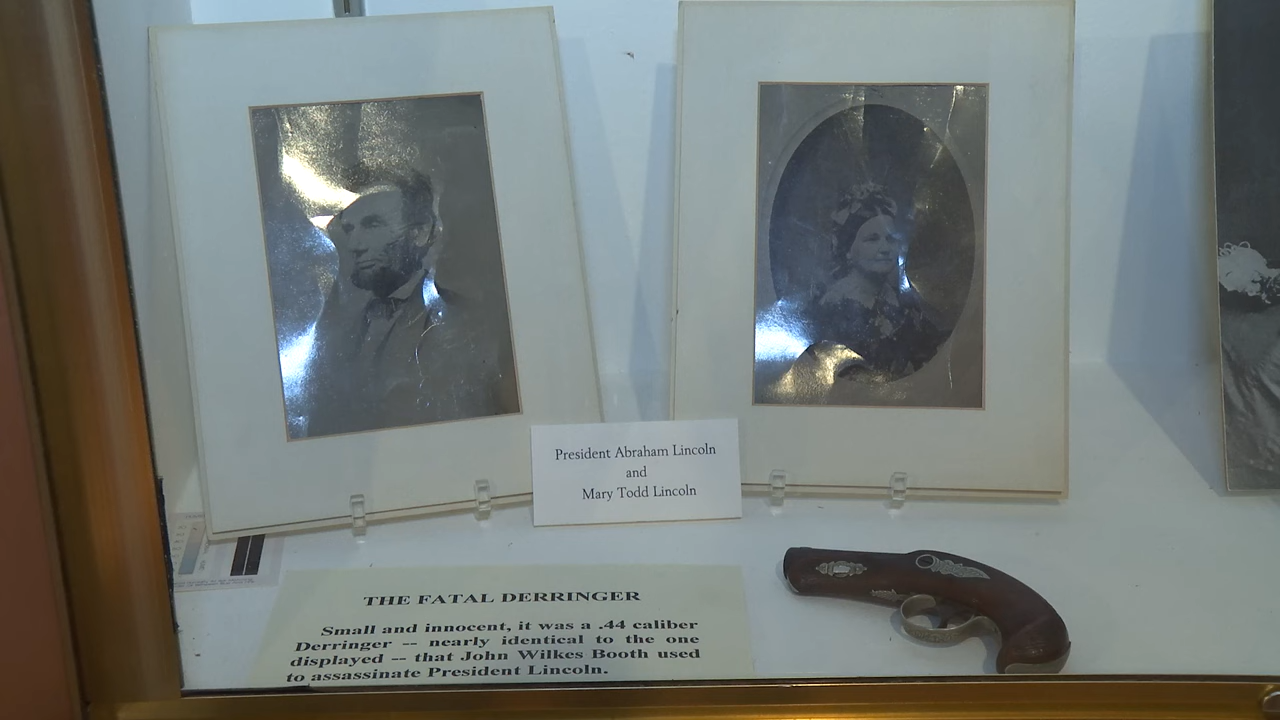 President Abraham Lincoln
and
Mary Todd Lincoln
THE FATAL DERRINGER
Small and innocent, it was a .44 caliber
Derringer -- nearly identical to the one
displayed -- that John Wilkes Booth used
to assassinate President Lincoln.